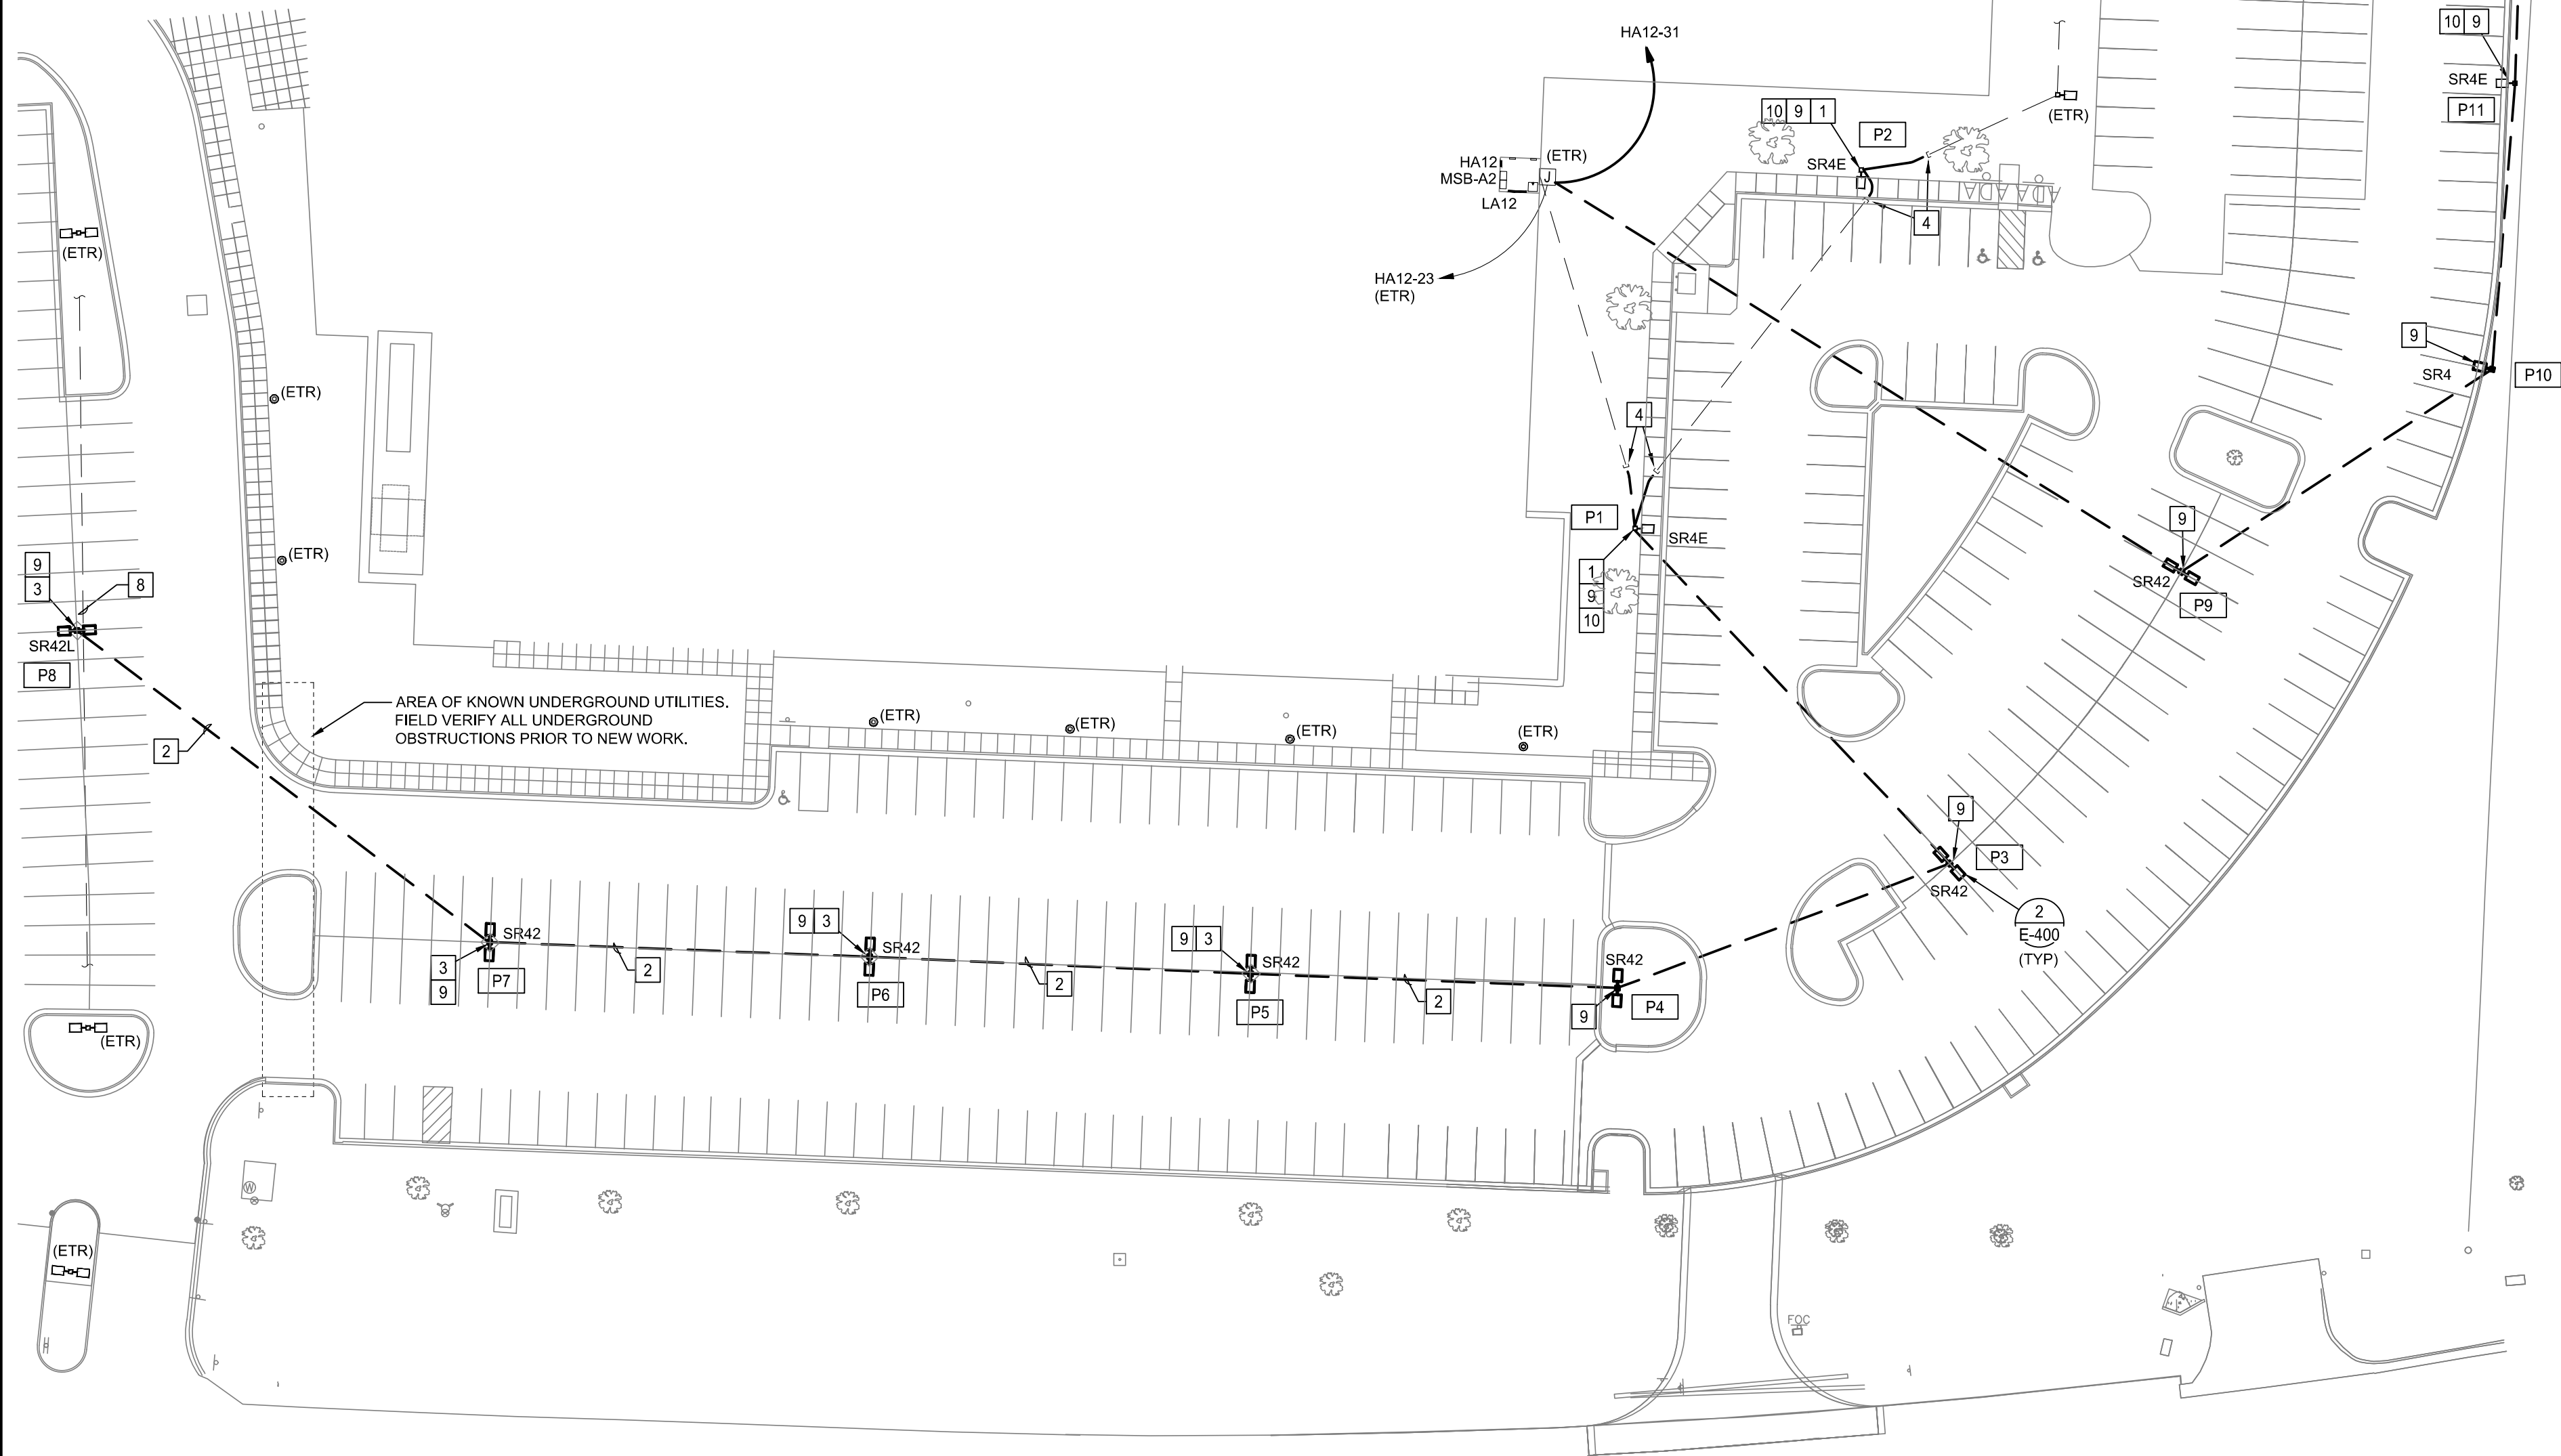 HA12-31
10 9
SR4E
P11
10 9 1
P2
(ETR)
HA12
(ETR)
SR4E
MSB-A2
J
LA12
4
(ETR)
HA12-23
(ETR)
9
SR4
P10
(ETR)
4
P1
9
SR4E
(ETR)
9
3
8
1
9
10
SR42
P9
SR42L
P8
AREA OF KNOWN UNDERGROUND UTILITIES.
FIELD VERIFY ALL UNDERGROUND
OBSTRUCTIONS PRIOR TO NEW WORK.
2
(ETR)
(ETR)
(ETR)
(ETR)
9
P3
SR42
2
E-400
(TYP)
9 3
9 3
SR42
SR42
SR42
SR42
3
9
P7
2
P6
2
P5
2
9
P4
(ETR)
W
(ETR)
FOC